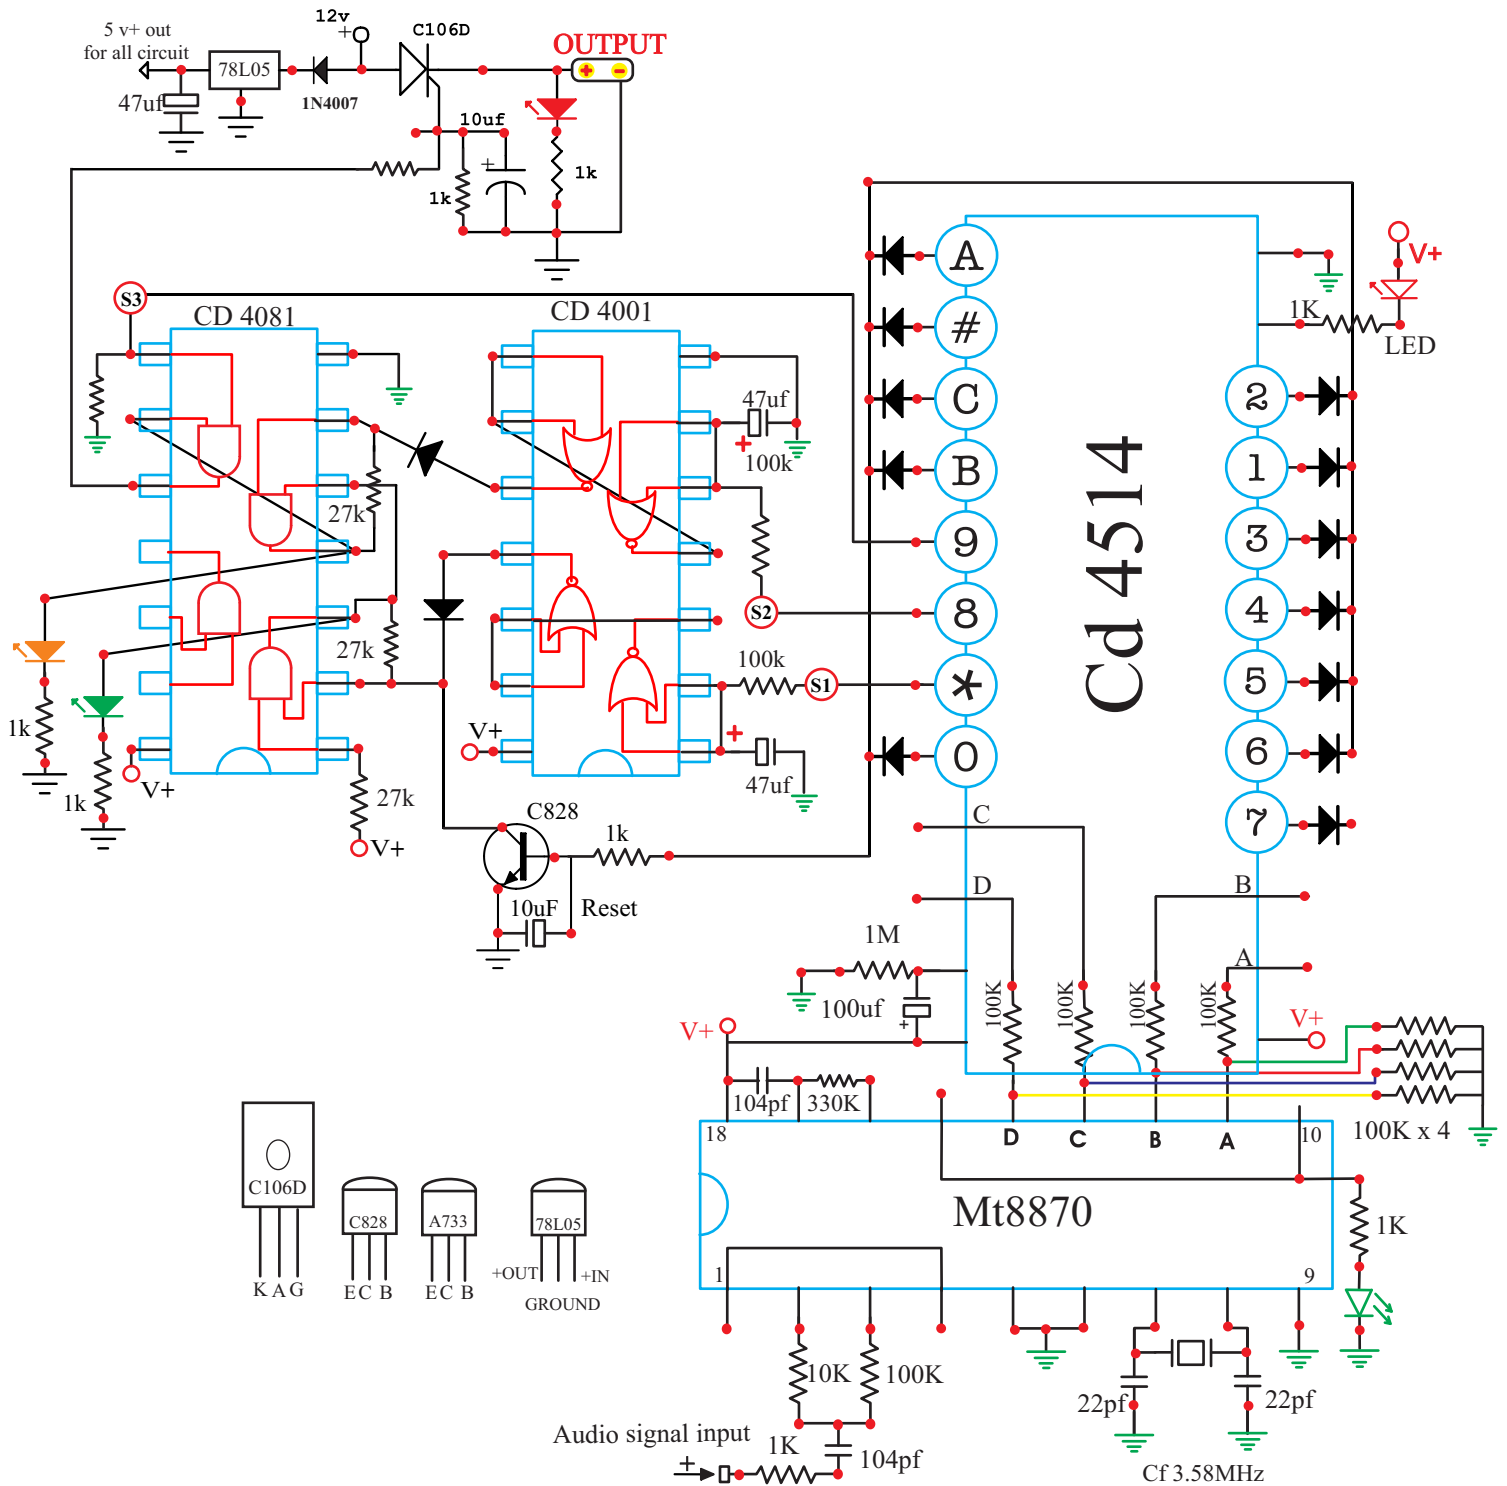 5 v+ out
for all circuit
12v
+
C106D
OUTPUT
+ -
78L05
1N4007
47uf
10uf
+
1k
1k
S3
CD 4081
CD 4001
27k
27k
27k
1k
1k
V+
V+
V+
47uf
+
100k
S2
100k
S1
+
47uf
C828
1k
10uF
Reset
A
#
C
B
9
8
*
0
Cd 4514
2
1
3
4
5
6
7
V+
1K
LED
C
D
B
A
1M
100uf
+
100K
100K
100K
100K
V+
V+
104pf
330K
18
D
C
B
A
10
100K x 4
Mt8870
1
9
1K
10K
100K
22pf
22pf
Cf 3.58MHz
Audio signal input
+
1K
104pf
C106D
K A G
C828
E C B
A733
E C B
78L05
+OUT
+IN
GROUND